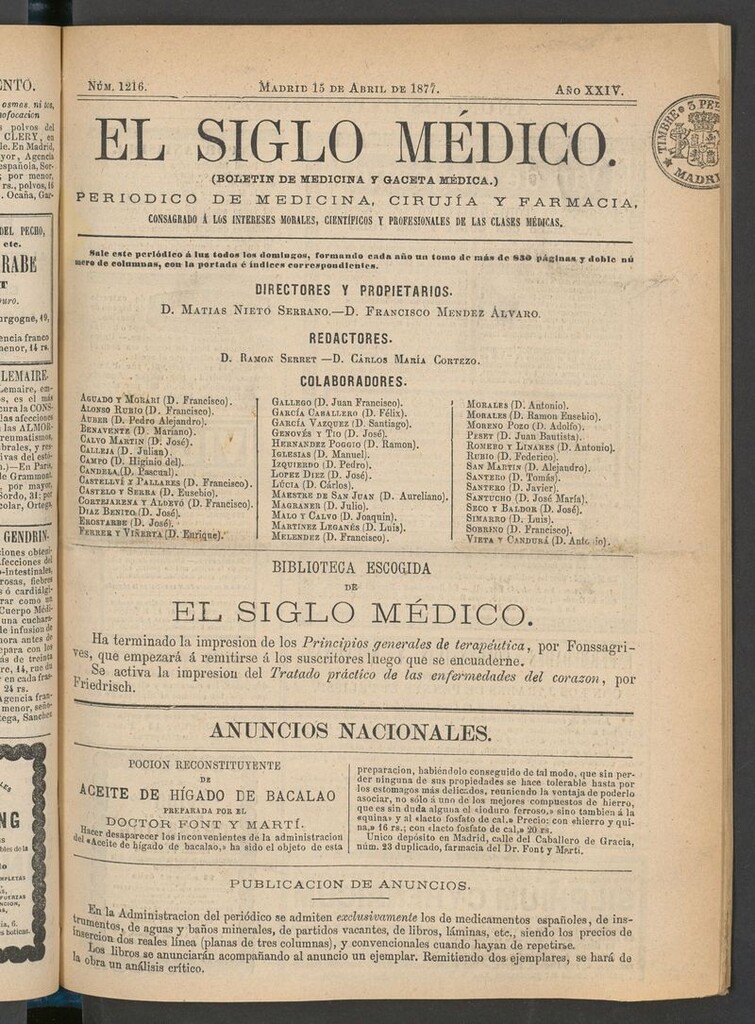 NÚM. 1216.
MADRID 15 DE ABRIL DE 1877.
AÑO XXIV.
TIMBRE
MADRI
EL SIGLO MÉDICO.
(BOLETIN DE MEDICINA Y GACETA MÉDICA.)
PERIODICO DE MEDICINA, CIRUJÍA Y FARMACIA,
CONSAGRADO Á LOS INTERESES MORALES, CIENTÍFICOS Y PROFESIONALES DE LAS CLASES MÉDICAS.
Sale este periódico á luz todos los domingos, formando cada año un tomo de más de 830 páginas y doble nú
mero de columnas, con la portada é índices correspondientes.
DIRECTORES Y PROPIETARIOS.
D. MATIAS NIETO SERRANO.—D. FRANCISCO MENDEZ ALVARO.
REDACTORES.
D. RAMON SERRET —D. CÁRLOS MARÍA CORTEZO.
COLABORADORES.
AGUADO Y MORARI (D. Francisco).
ALONSO RUBIO (D. Francisco).
AUBER (D. Pedro Alejandro).
BENAVENTE (D. Mariano).
CALVO MARTIN (D. José).
CALLEJA (D. Julian).
CAMPO (D. Higinio del).
CANDELA (D. Pascual).
CASTELLVÍ Y PALLARES (D. Francisco).
CASTELO Y SERRA (D. Eusebio).
CORTEJARENA Y ALDEVÓ (D. Francisco).
DIAZ BENITO (D. José).
EROSTARBE (D. José).
FERRER Y VIÑERTA (D. Enrique).
GALLEGO (D. Juan Francisco).
GARCÍA CABALLERO (D. Félix).
GARCÍA VAZQUEZ (D. Santiago).
GENOVÉS Y TIO (D. José).
HERNANDEZ POGGIO (D. Ramon).
IGLESIAS (D. Manuel).
IZQUIERDO (D. Pedro).
LOPEZ DIEZ (D. José).
LÚCIA (D. Cárlos).
MAESTRE DE SAN JUAN (D. Aureliano).
MAGRANER (D. Julio).
MALO Y CALVO (D. Joaquin).
MARTINEZ LEGANÉS (D. Luis).
MELENDEZ (D. Francisco).
MORALES (D. Antonio).
MORALES (D. Ramon Eusebio).
MORENO POZO (D. Adolfo).
PESET (D. Juan Bautista).
ROMERO Y LINARES (D. Antonio).
RUBIO (D. Federico).
SAN MARTIN (D. Alejandro).
SANTERO (D. Tomás).
SANTERO (D. Javier).
SANTUCHO (D. José María).
SECO Y BALDOR (D. José).
SIMARRO (D. Luis).
SOBRINO (D. Francisco).
VIETA Y CANDURÁ (D. Antonio).
BIBLIOTECA ESCOGIDA
DE
EL SIGLO MÉDICO.
Ha terminado la impresion de los Principios generales de terapéutica, por Fonssagri-
ves, que empezará á remitirse á los suscritores luego que se encuaderne.
Se activa la impresion del Tratado práctico de las enfermedades del corazon, por
Friedrisch.
ANUNCIOS NACIONALES.
POCION RECONSTITUYENTE
DE
ACEITE DE HÍGADO DE BACALAO
PREPARADA POR EL
DOCTOR FONT Y MARTÍ.
Hacer desaparecer los inconvenientes de la administracion
del «Aceite de hígado de bacalao,» ha sido el objeto de esta
preparacion, habiéndolo conseguido de tal modo, que sin per-
der ninguna de sus propiedades se hace tolerable hasta por
los estómagos más delicados, reuniendo la ventaja de poderlo
asociar, no sólo á uno de los mejores compuestos de hierro,
que es sin duda alguna el «ioduro ferroso,» sino tambien á la
«quina» y al «lacto fosfato de cal.» Precio: con «hierro y qui-
na,» 16 rs.; con «lacto fosfato de cal,» 20 rs.
Unico depósito en Madrid, calle del Caballero de Gracia,
núm. 23 duplicado, farmacia del Dr. Font y Marti.
PUBLICACION DE ANUNCIOS.
En la Administracion del periódico se admiten exclusivamente los de medicamentos españoles, de ins-
trumentos, de aguas y baños minerales, de partidos vacantes, de libros, láminas, etc., siendo los precios de
insercion dos reales línea (planas de tres columnas), y convencionales cuando hayan de repetirse.
Los libros se anunciarán acompañando al anuncio un ejemplar. Remitiendo dos ejemplares, se hará de
la obra un análisis crítico.